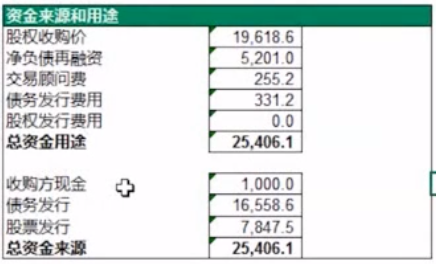 资金来源和用途
股权收购价 19,618.6
净负债再融资 5,201.0
交易顾问费 255.2
债务发行费用 331.2
股权发行费用 0.0
总资金用途 25,406.1
收购方现金 1,000.0
债务发行 16,558.6
股票发行 7,847.5
总资金来源 25,406.1